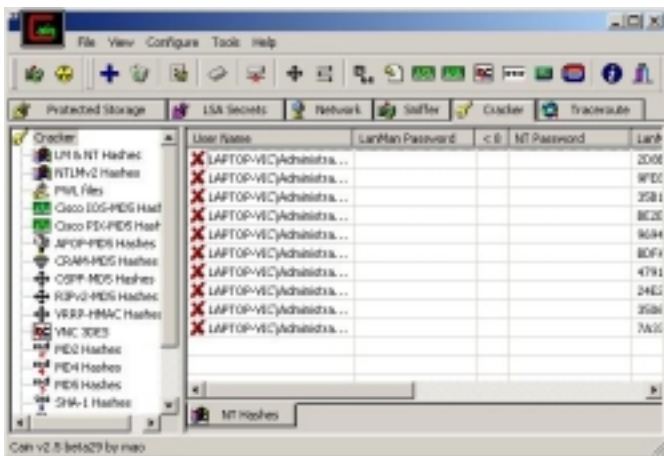 File View Configure Tools Help
Protected Storage LSA Secrets Network Sniffer Cracker Traceroute
Cracker
LM & NT Hashes
NTLMv2 Hashes
PWL files
Cisco IOS-MD5 Hash
Cisco PIX-MD5 Hash
APOP-MD5 Hashes
CRAM-MD5 Hashes
OSPF-MD5 Hashes
RIPv2-MD5 Hashes
VRRP-HMAC Hashes
VNC 3DES
MD2 Hashes
MD4 Hashes
MD5 Hashes
SHA-1 Hashes
User Name LanMan Password < 8 NT Password LanM
LAPTOP-VIC\Administra...
LAPTOP-VIC\Administra...
LAPTOP-VIC\Administra...
LAPTOP-VIC\Administra...
LAPTOP-VIC\Administra...
LAPTOP-VIC\Administra...
LAPTOP-VIC\Administra... 4791
LAPTOP-VIC\Administra... 24E2
LAPTOP-VIC\Administra...
LAPTOP-VIC\Administra...
NT Hashes
Cain v2.5 beta29 by mao